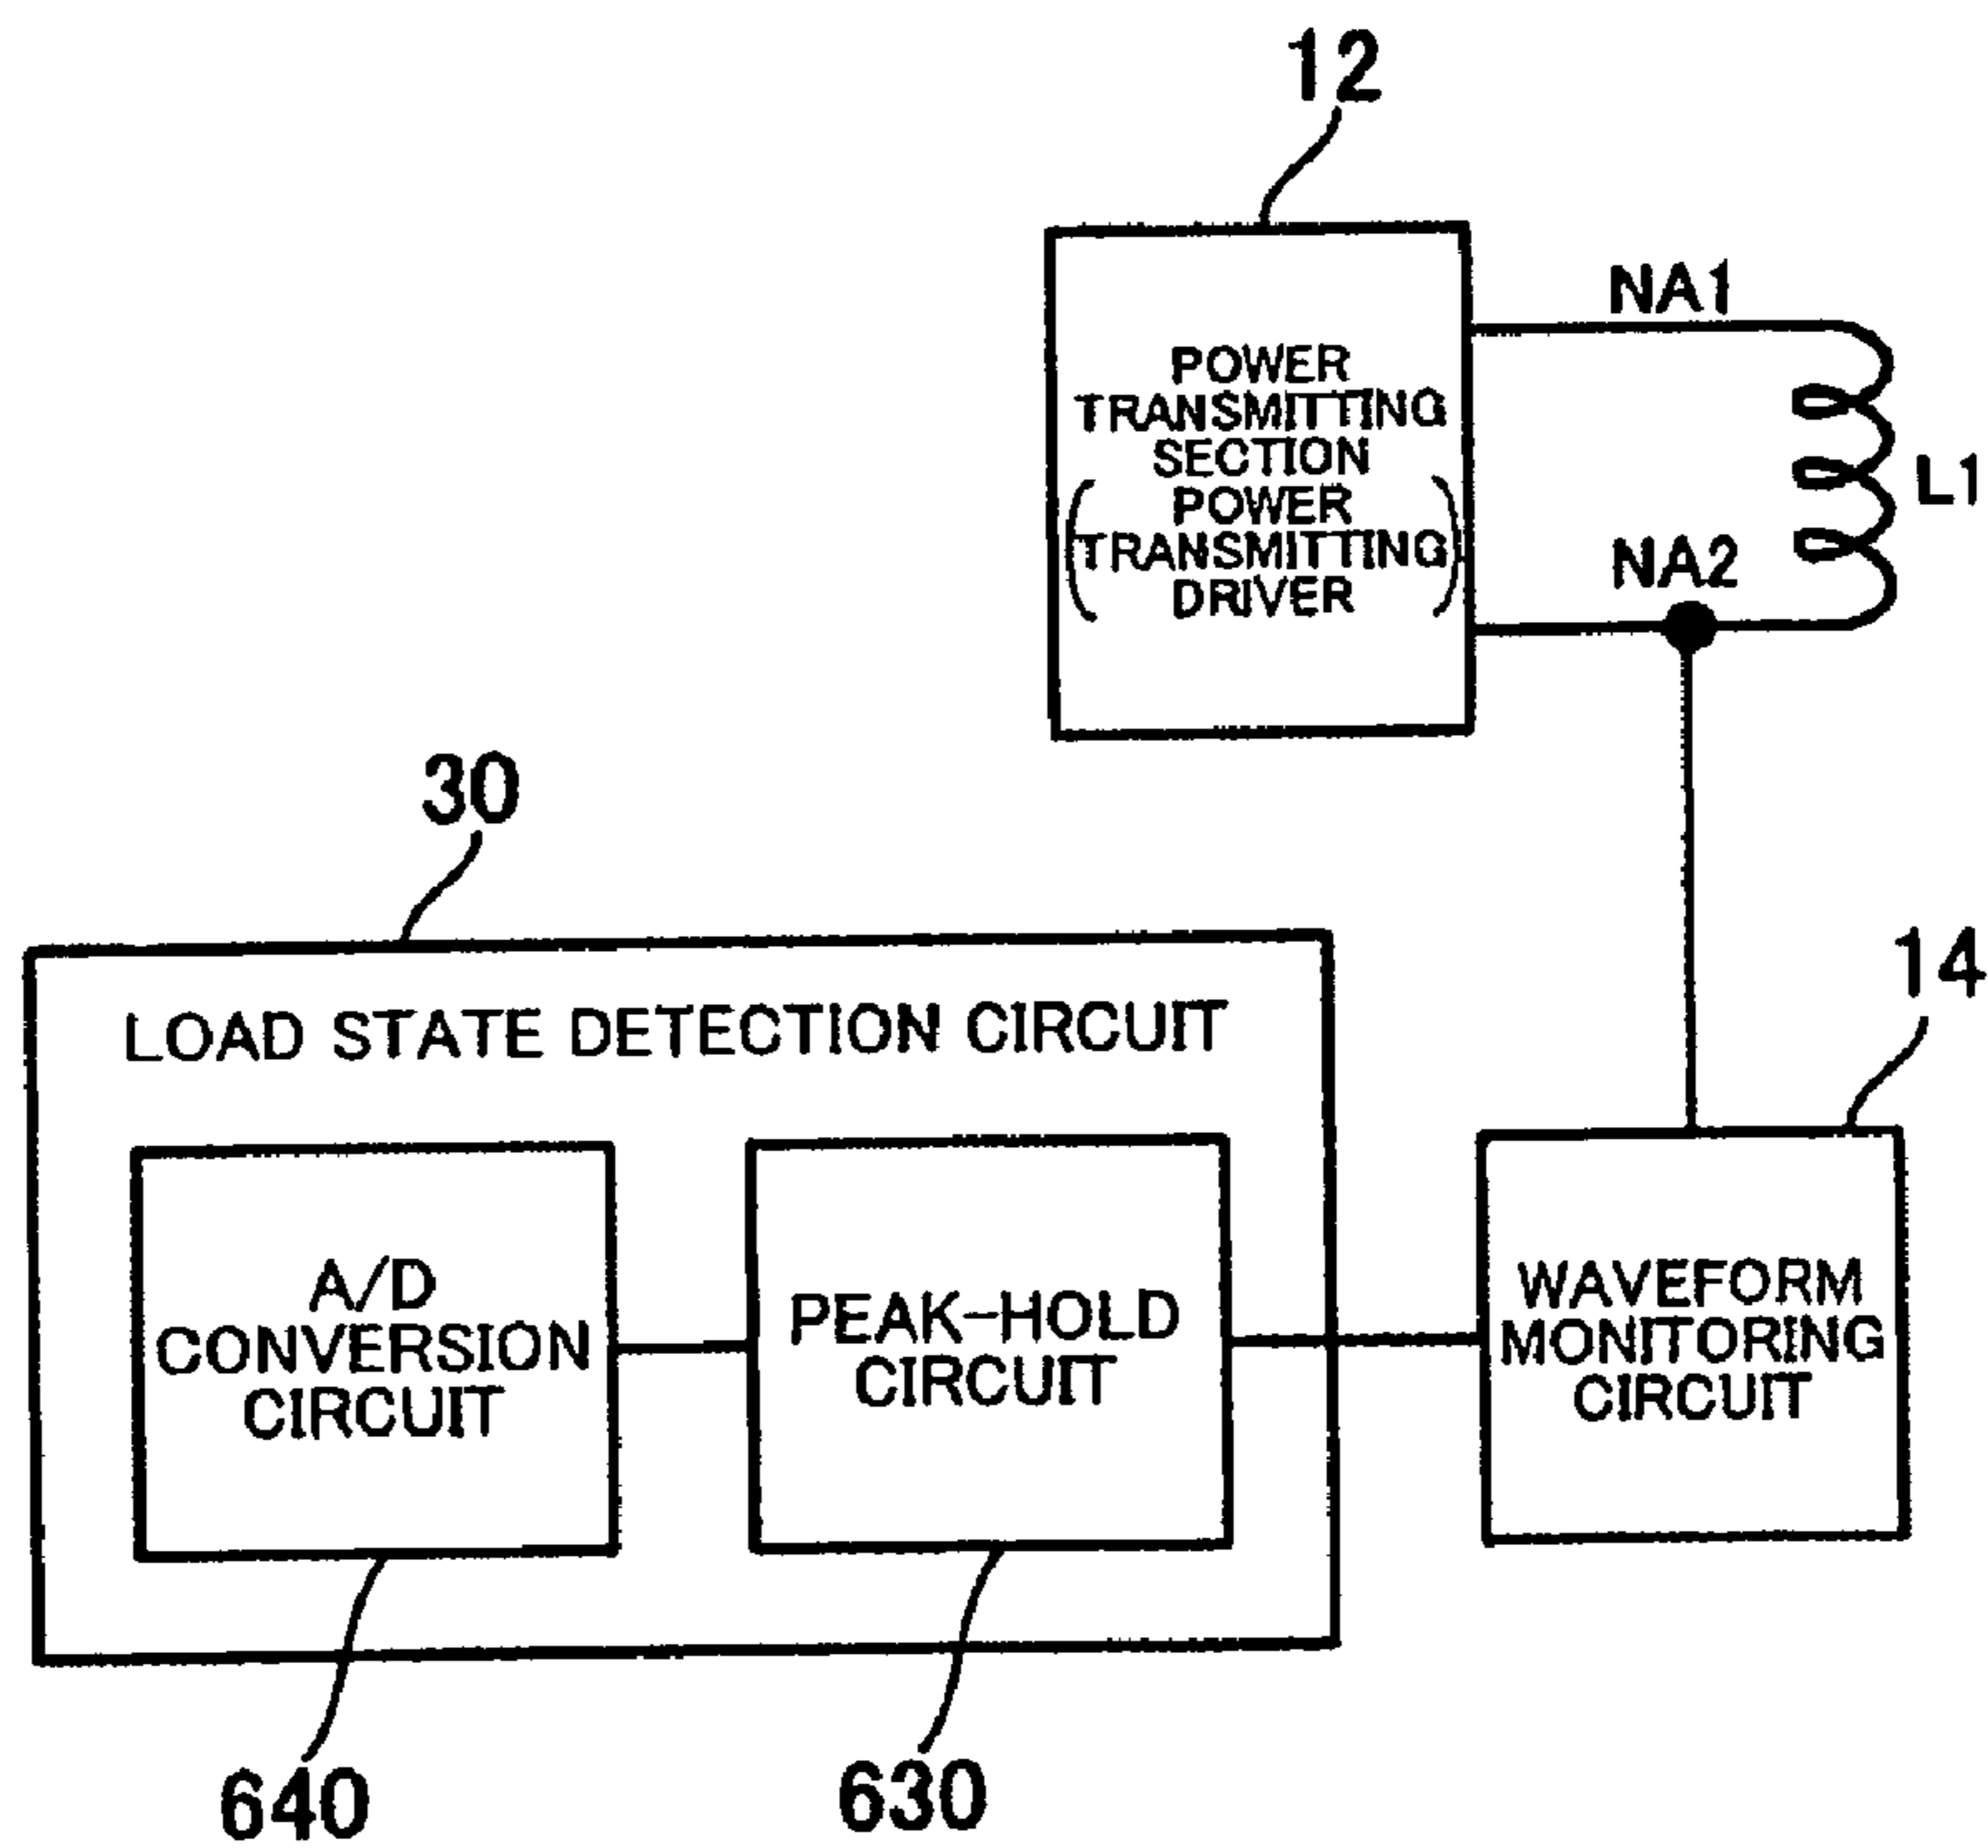 12
NA1
POWER
TRANSMITTING
SECTION
(POWER
TRANSMITTING
DRIVER)
L1
NA2
30
14
LOAD STATE DETECTION CIRCUIT
A/D
CONVERSION
CIRCUIT
PEAK-HOLD
CIRCUIT
WAVEFORM
MONITORING
CIRCUIT
640
630